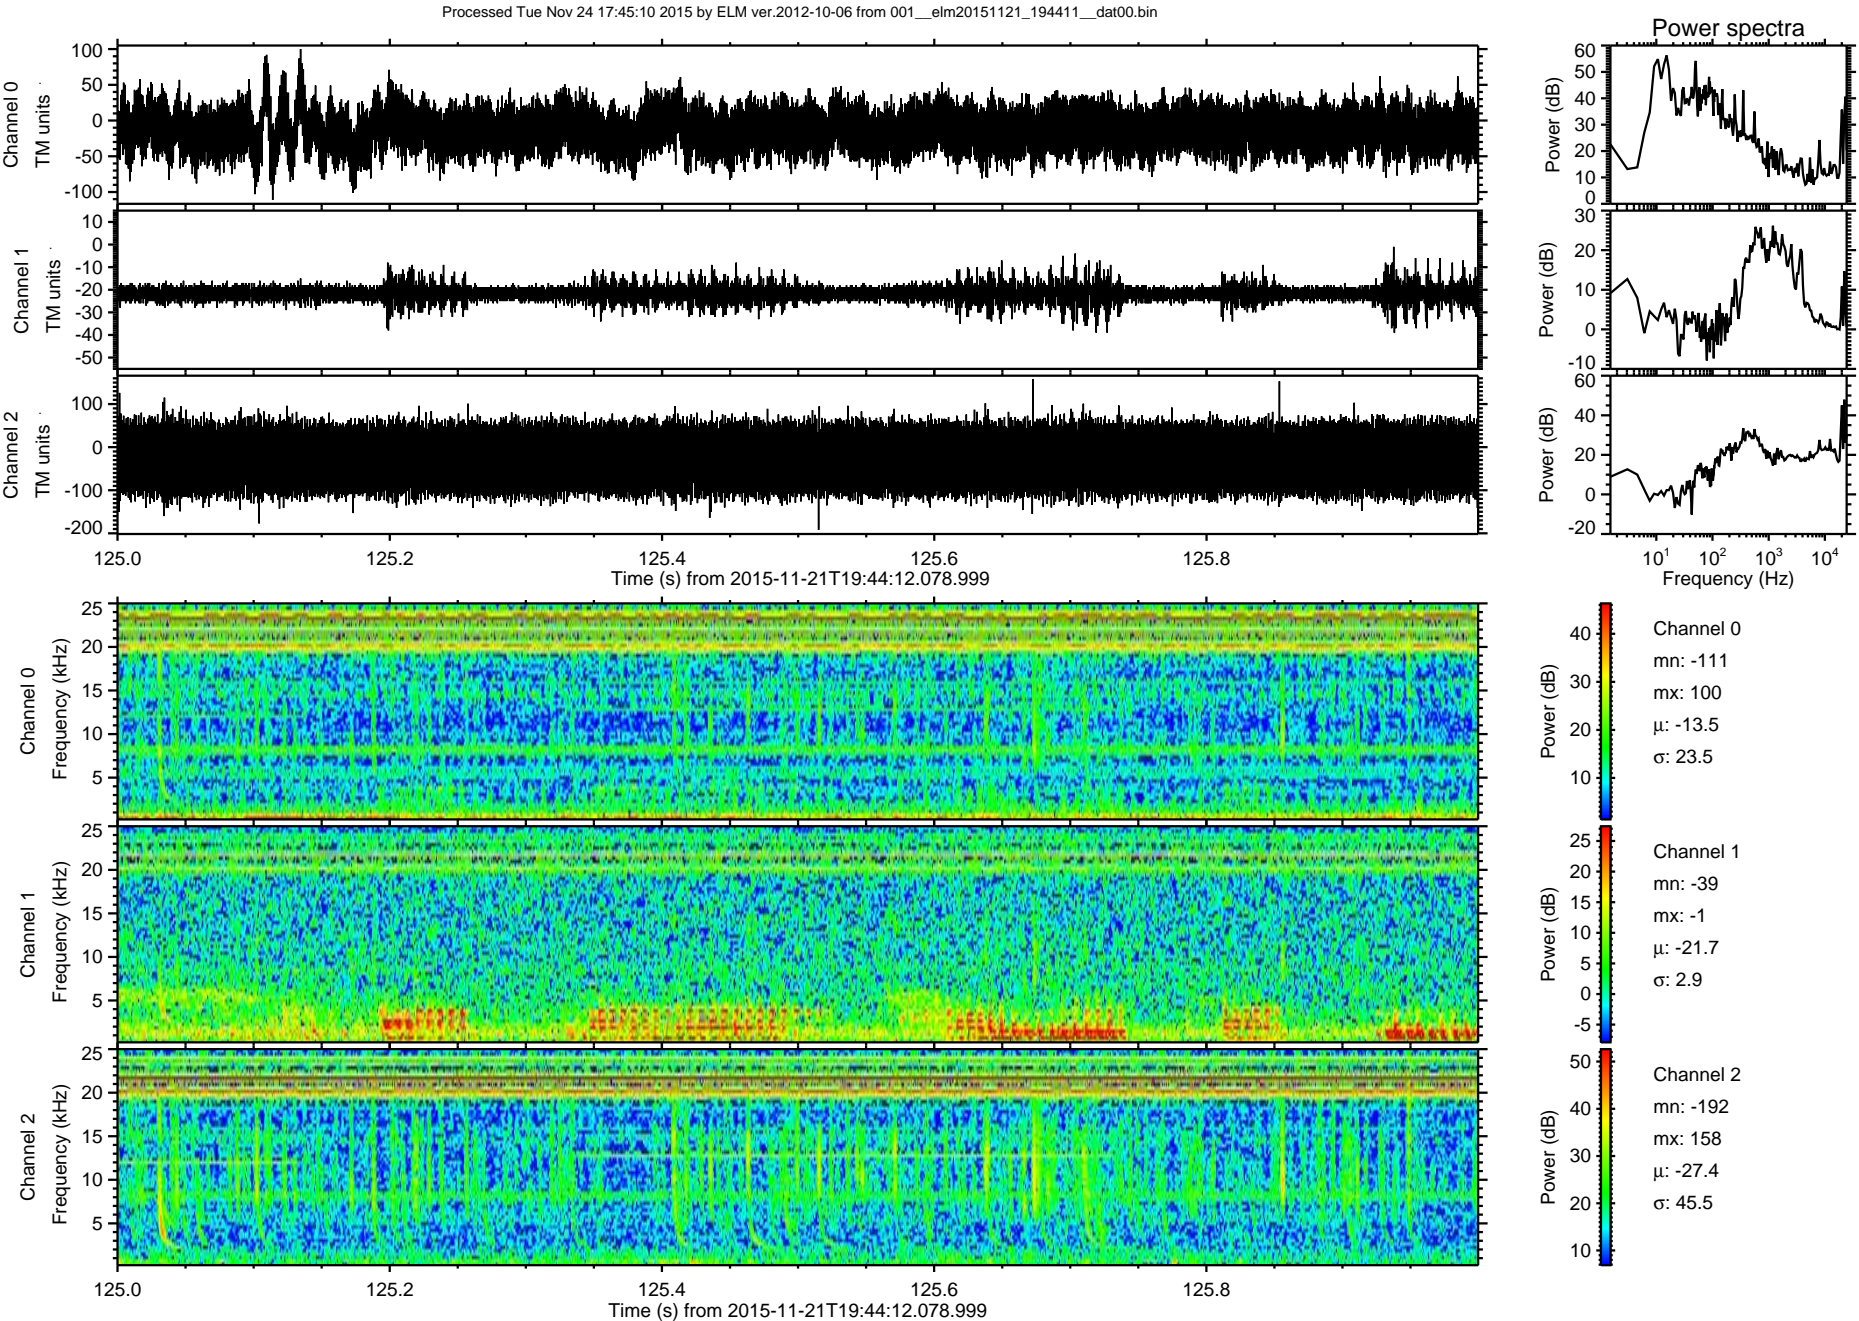 Processed Tue Nov 24 17:45:10 2015 by ELM ver.2012-10-06 from 001__elm20151121_194411__dat00.bin
Power spectra
Channel 0
TM units
100
50
0
-50
-100
Power (dB)
60
50
40
30
20
10
0
Channel 1
TM units
10
0
-10
-20
-30
-40
-50
Power (dB)
30
20
10
0
-10
Channel 2
TM units
100
0
-100
-200
Power (dB)
60
40
20
0
-20
125.0 125.2 125.4 125.6 125.8
Time (s) from 2015-11-21T19:44:12.078.999
10¹ 10² 10³ 10⁴
Frequency (Hz)
Channel 0
Frequency (kHz)
25
20
15
10
5
Power (dB)
40
30
20
10
Channel 0
mn: -111
mx: 100
μ: -13.5
σ: 23.5
Channel 1
Frequency (kHz)
25
20
15
10
5
Power (dB)
25
20
15
10
5
0
-5
Channel 1
mn: -39
mx: -1
μ: -21.7
σ: 2.9
Channel 2
Frequency (kHz)
25
20
15
10
5
Power (dB)
50
40
30
20
10
Channel 2
mn: -192
mx: 158
μ: -27.4
σ: 45.5
125.0 125.2 125.4 125.6 125.8
Time (s) from 2015-11-21T19:44:12.078.999